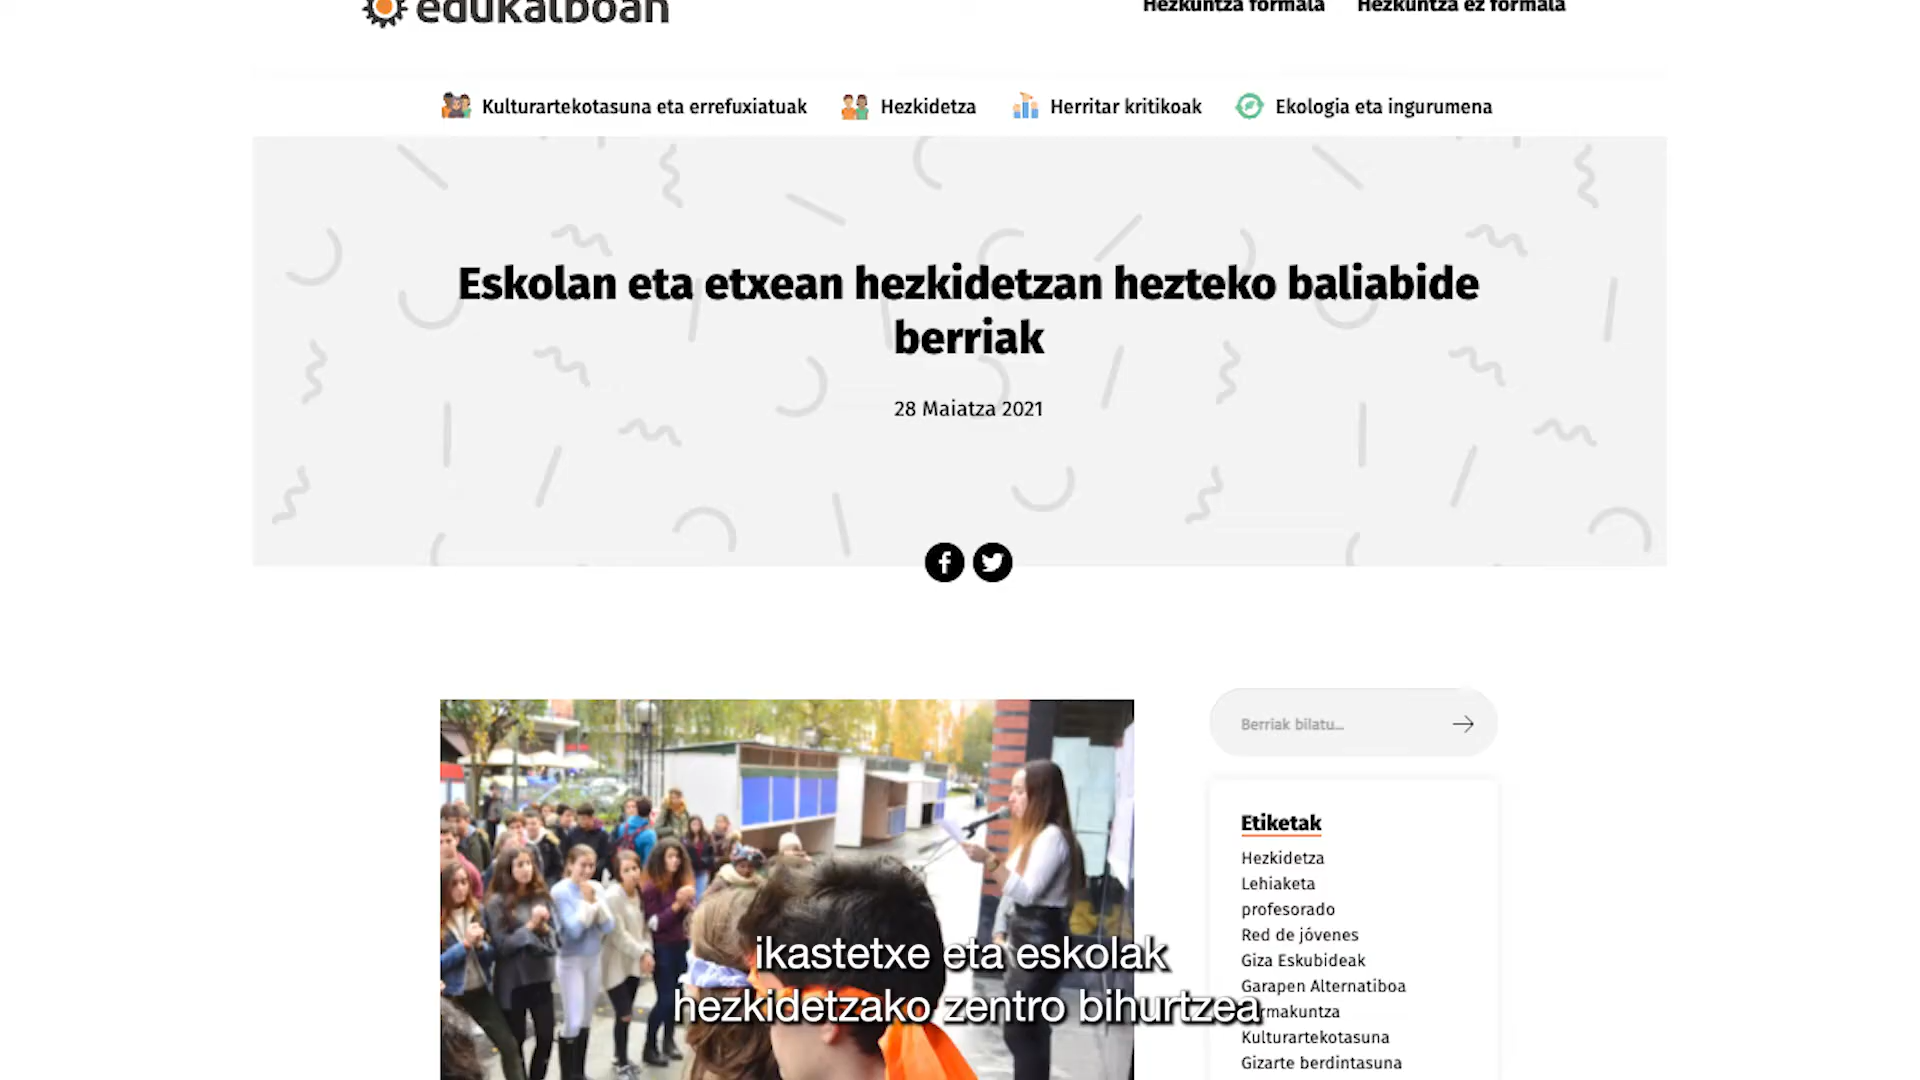 edukalboan
Hezkuntza formala
Hezkuntza ez formala
Kulturartekotasuna eta errefuxiatuak
Hezkidetza
Herritar kritikoak
Ekologia eta ingurumena
Eskolan eta etxean hezkidetzan hezteko baliabide
berriak
28 Maiatza 2021
Berriak bilatu...
Etiketak
Hezkidetza
Lehiaketa
profesorado
Red de jóvenes
Giza Eskubideak
Garapen Alternatiboa
Kulturartekotasuna
Gizarte berdintasuna
ikastetxe eta eskolak
hezkidetzako zentro bihurtzea